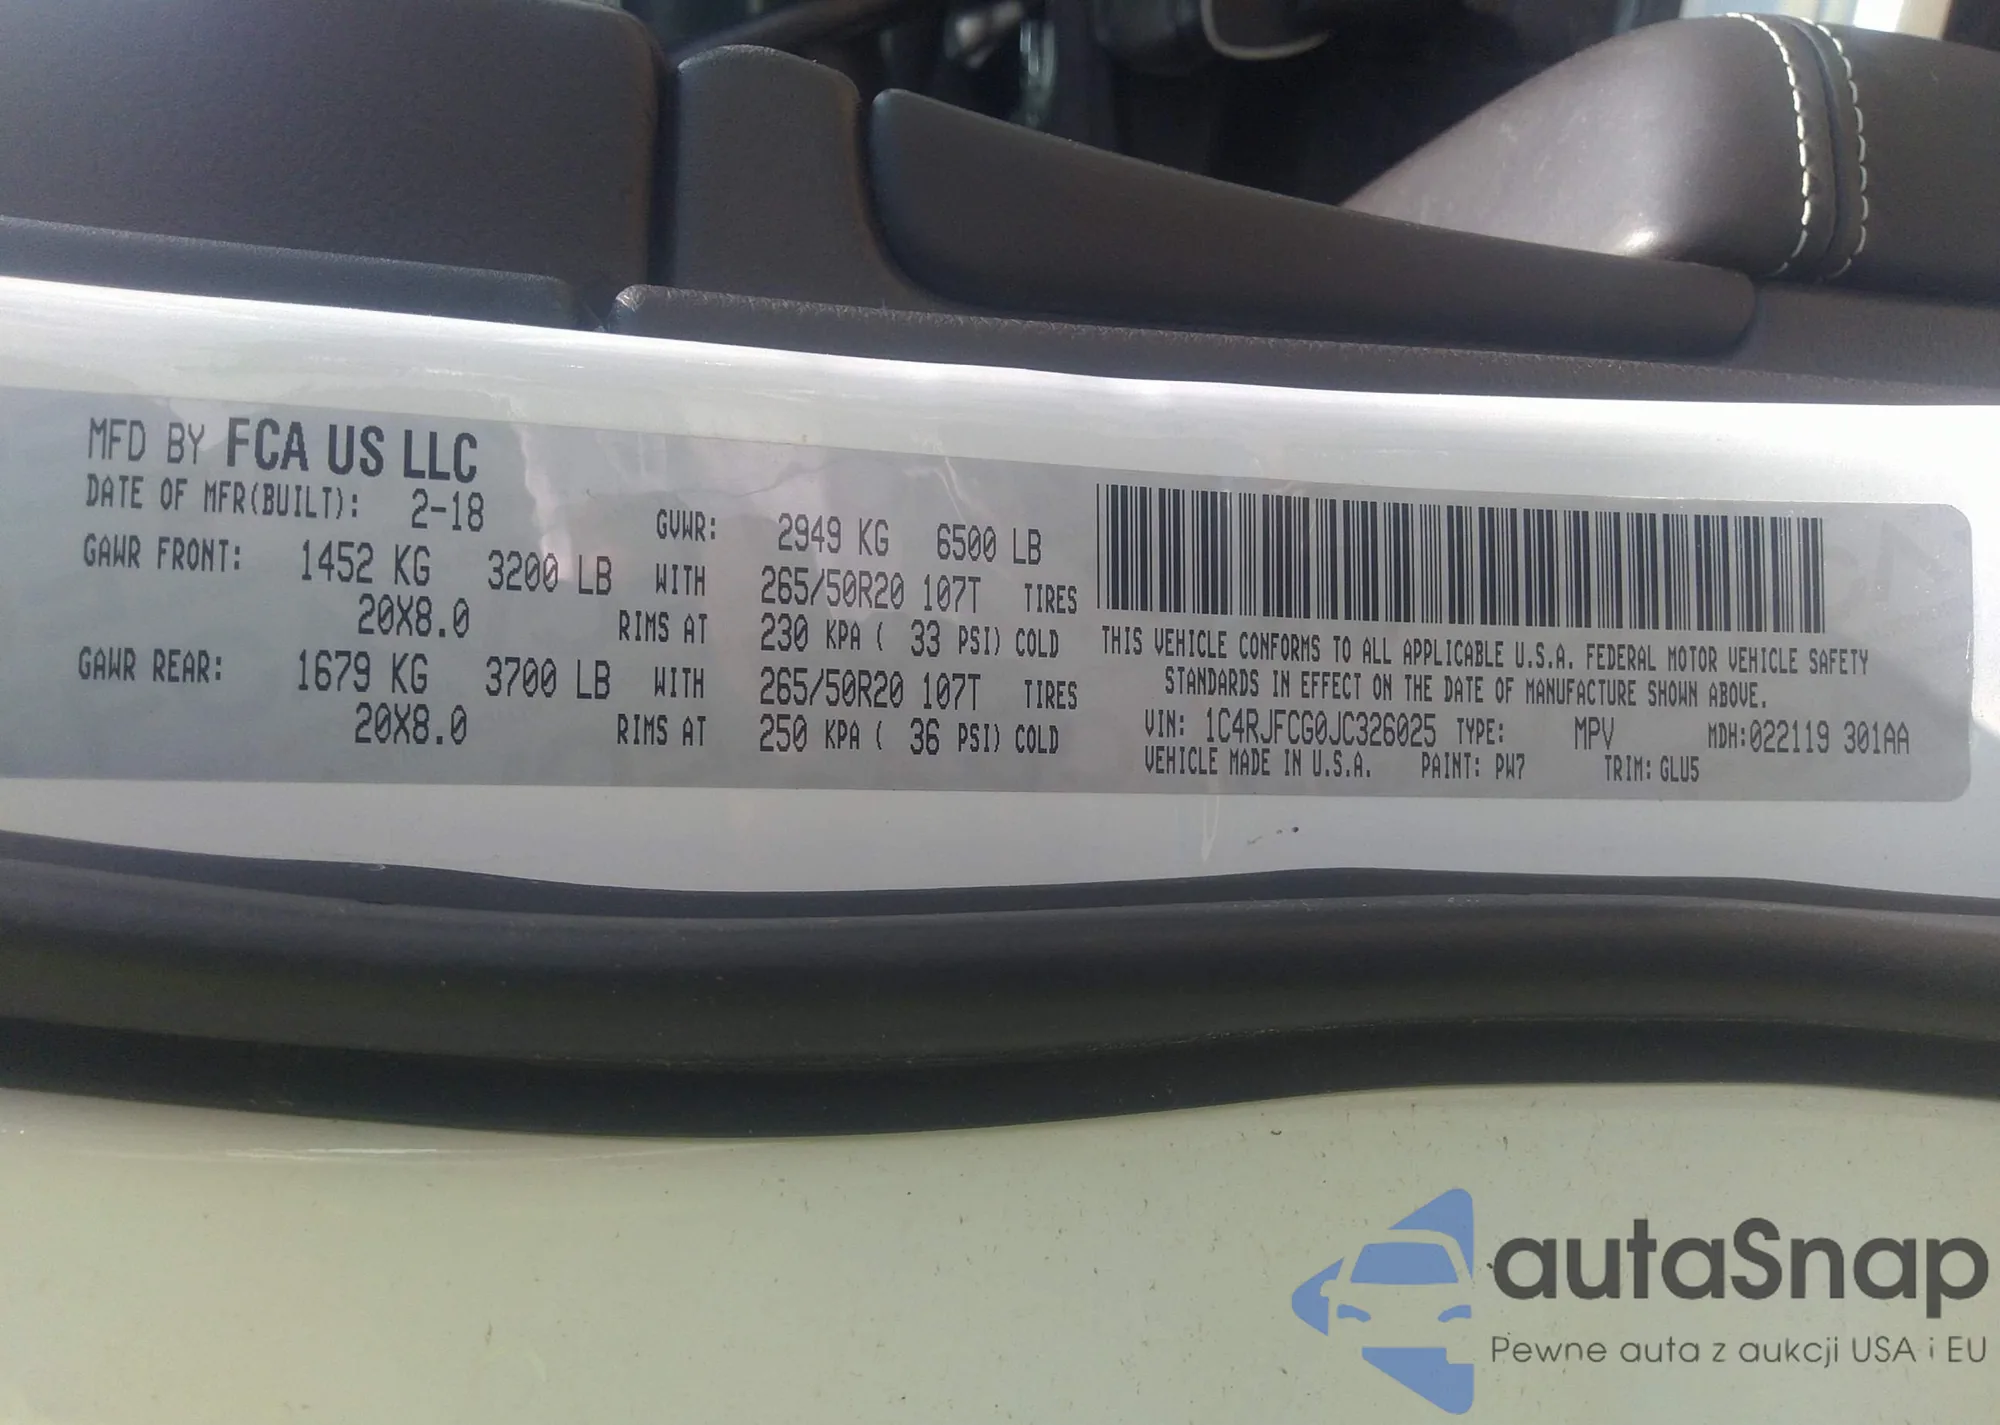 MFD BY FCA US LLC
DATE OF MFR(BUILT): 2-18 GVWR: 2949 KG 6500 LB
GAWR FRONT: 1452 KG 3200 LB WITH 265/50R20 107T TIRES
20X8.0 RIMS AT 230 KPA ( 33 PSI) COLD
GAWR REAR: 1679 KG 3700 LB WITH 265/50R20 107T TIRES
20X8.0 RIMS AT 250 KPA ( 36 PSI) COLD
THIS VEHICLE CONFORMS TO ALL APPLICABLE U.S.A. FEDERAL MOTOR VEHICLE SAFETY
STANDARDS IN EFFECT ON THE DATE OF MANUFACTURE SHOWN ABOVE.
VIN: 1C4RJFCG0JC326025 TYPE: MPV MDH:022119 301AA
VEHICLE MADE IN U.S.A. PAINT: PW7 TRIM: GLU5
autaSnap
Pewne auta z aukcji USA i EU